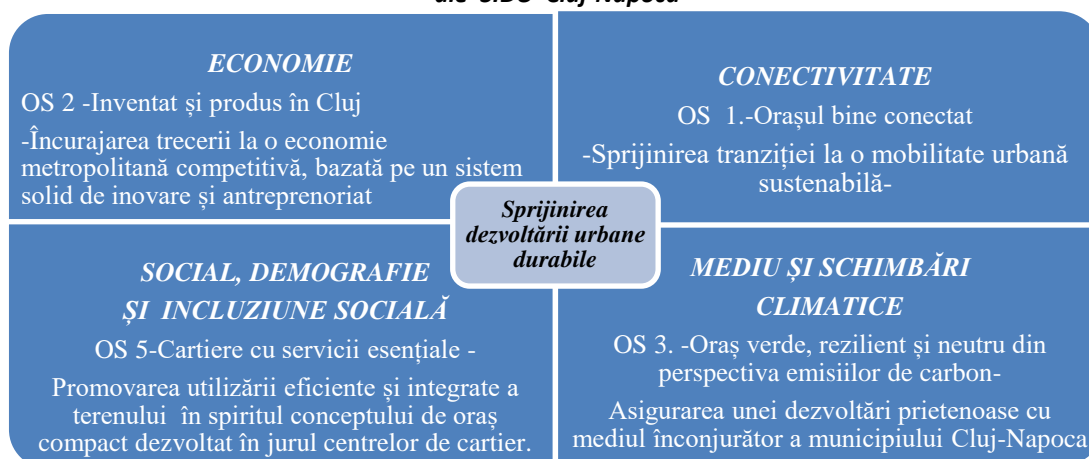 ale SIDU Cluj-Napoca
ECONOMIE
OS 2 -Inventat și produs în Cluj
-Încurajarea trecerii la o economie
metropolitană competitivă, bazată pe un sistem
solid de inovare și antreprenoriat
CONECTIVITATE
OS 1.-Orașul bine conectat
-Sprijinirea tranziției la o mobilitate urbană
sustenabilă-
Sprijinirea
dezvoltării urbane
durabile
SOCIAL, DEMOGRAFIE
ȘI INCLUZIUNE SOCIALĂ
OS 5-Cartiere cu servicii esențiale -
Promovarea utilizării eficiente și integrate a
terenului în spiritul conceptului de oraș
compact dezvoltat în jurul centrelor de cartier.
MEDIU ȘI SCHIMBĂRI
CLIMATICE
OS 3. -Oraș verde, rezilient și neutru din
perspectiva emisiilor de carbon-
Asigurarea unei dezvoltări prietenoase cu
mediul înconjurător a municipiului Cluj-Napoca